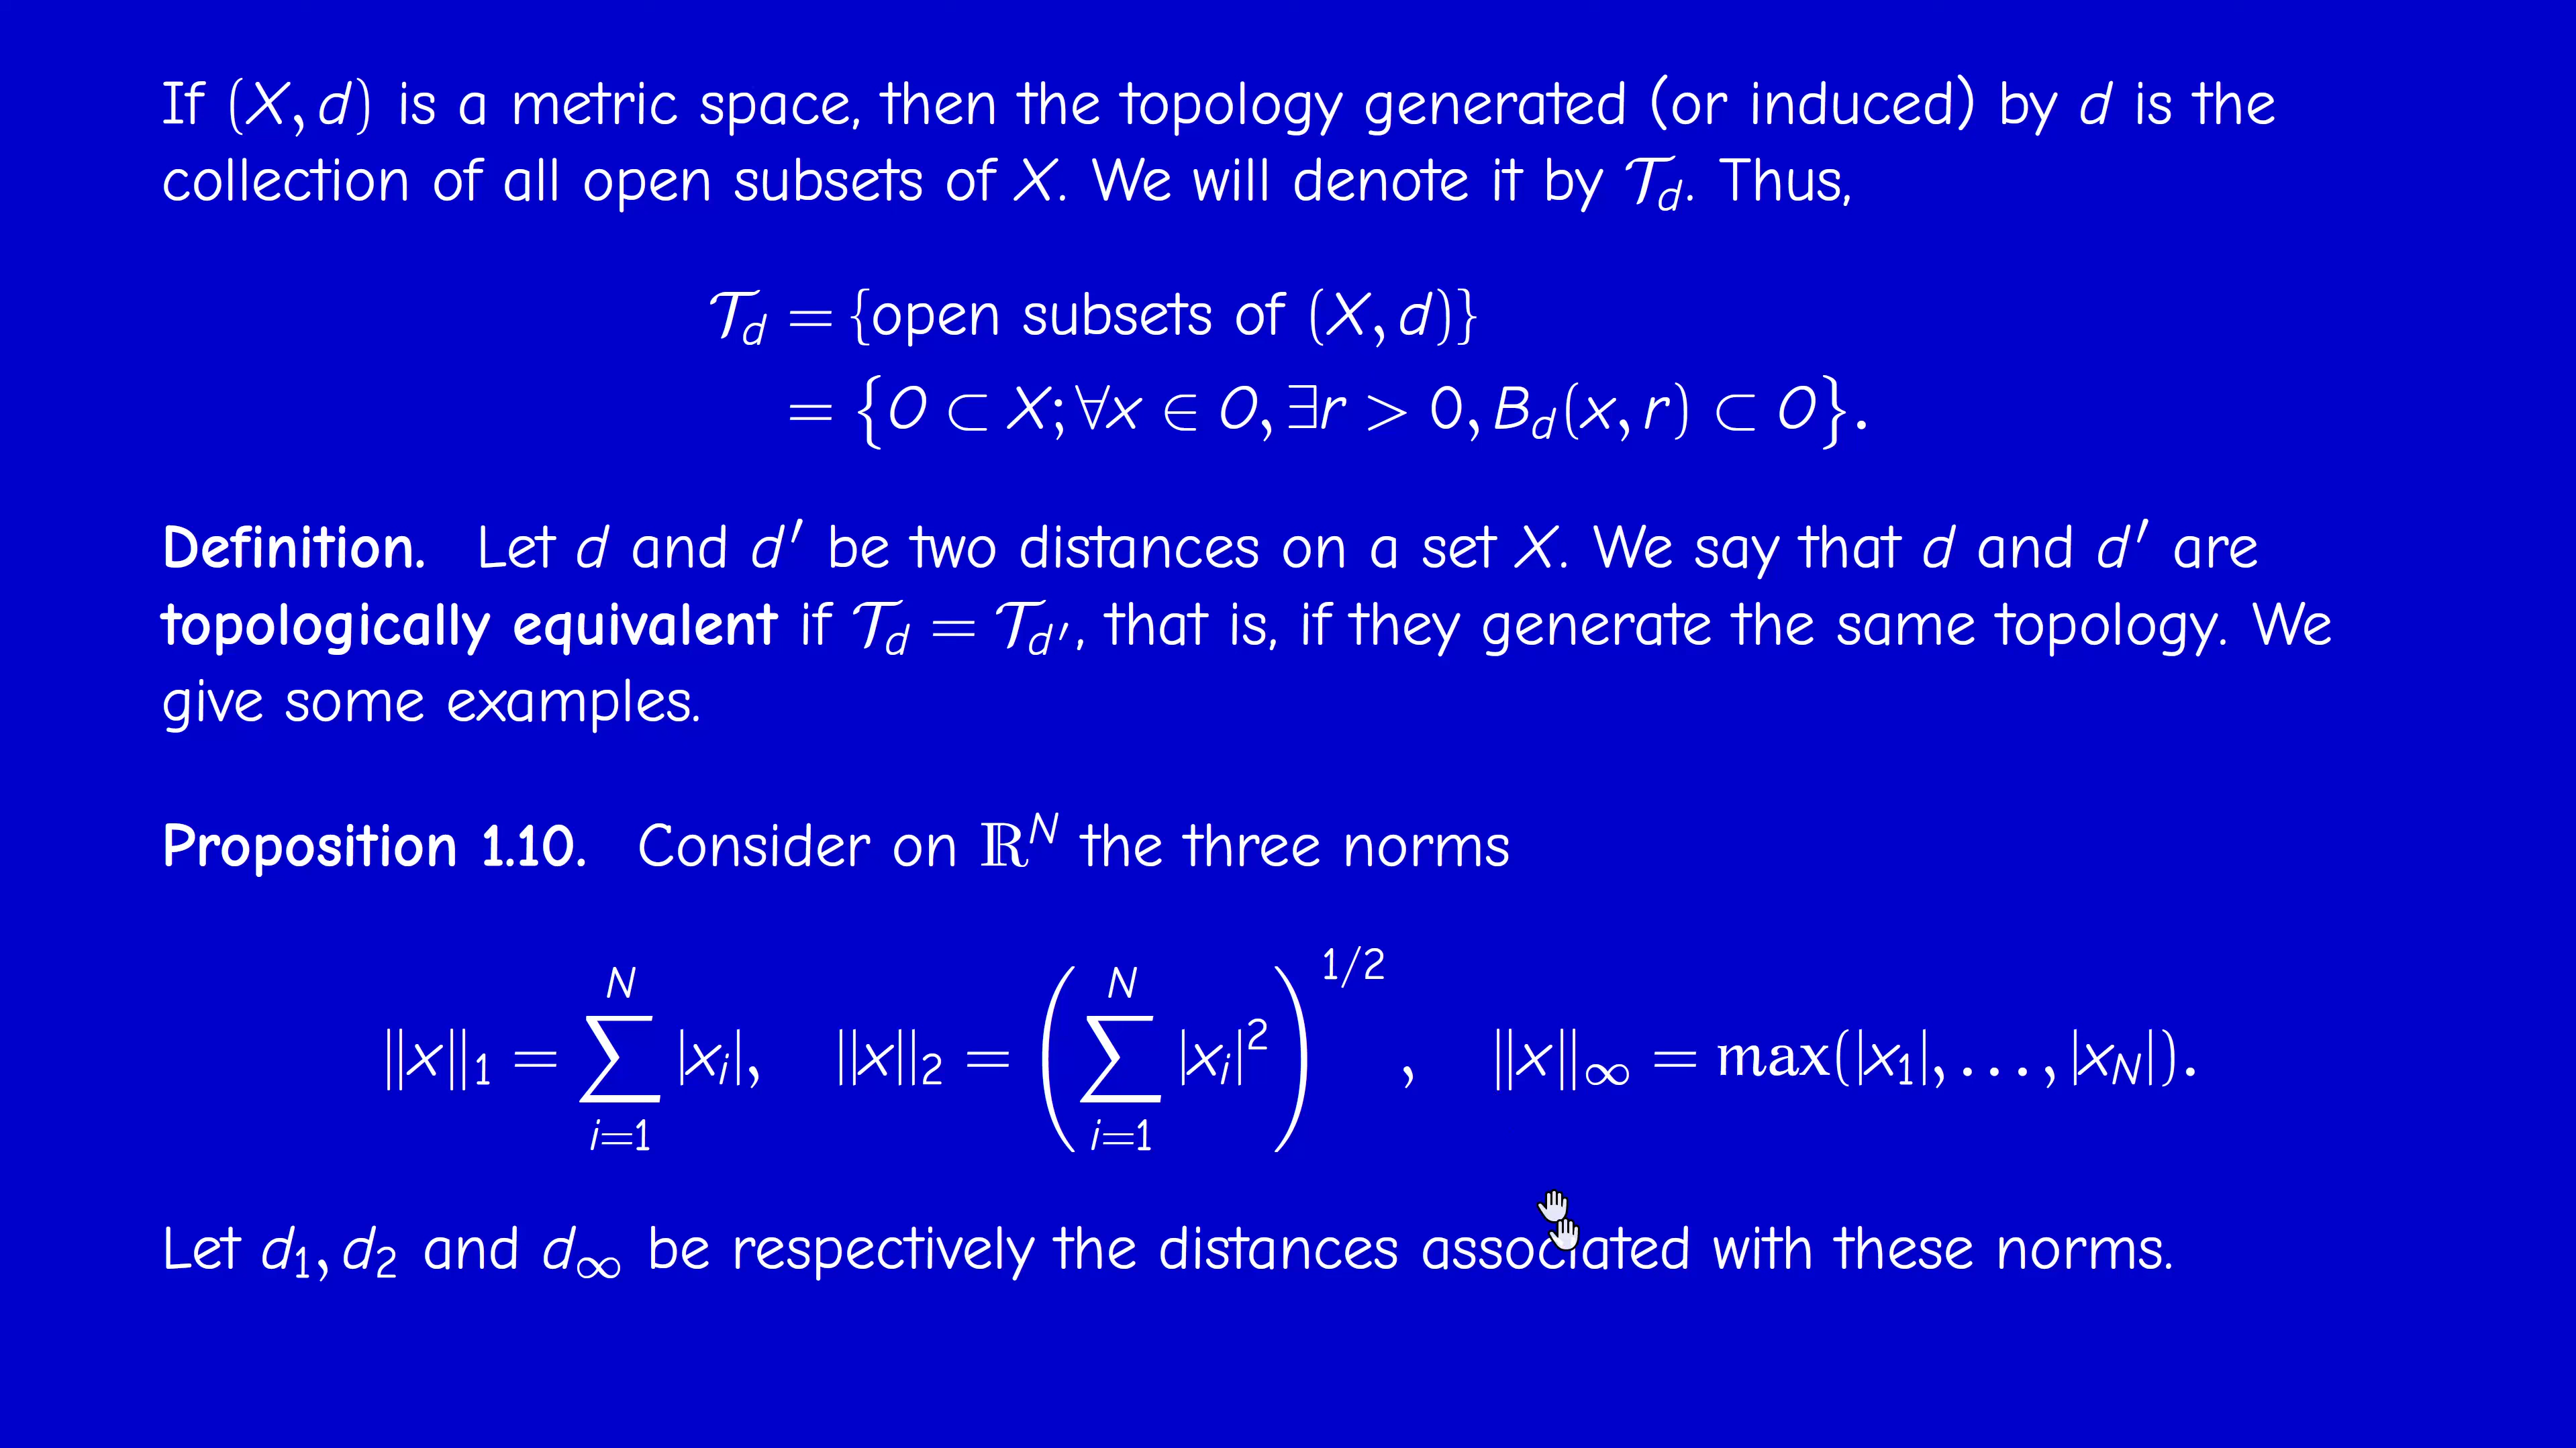 If (X, d) is a metric space, then the topology generated (or induced) by d is the
collection of all open subsets of X. We will denote it by 𝒯_d. Thus,
𝒯_d = {open subsets of (X, d)}
= {O ⊂ X; ∀x ∈ O, ∃r > 0, B_d(x, r) ⊂ O}.
Definition. Let d and d′ be two distances on a set X. We say that d and d′ are
topologically equivalent if 𝒯_d = 𝒯_{d′}, that is, if they generate the same topology. We
give some examples.
Proposition 1.10. Consider on ℝ^N the three norms
‖x‖_1 = ∑_{i=1}^{N} |x_i|, ‖x‖_2 = (∑_{i=1}^{N} |x_i|^2)^{1/2}, ‖x‖_∞ = max(|x_1|, …, |x_N|).
Let d_1, d_2 and d_∞ be respectively the distances associated with these norms.